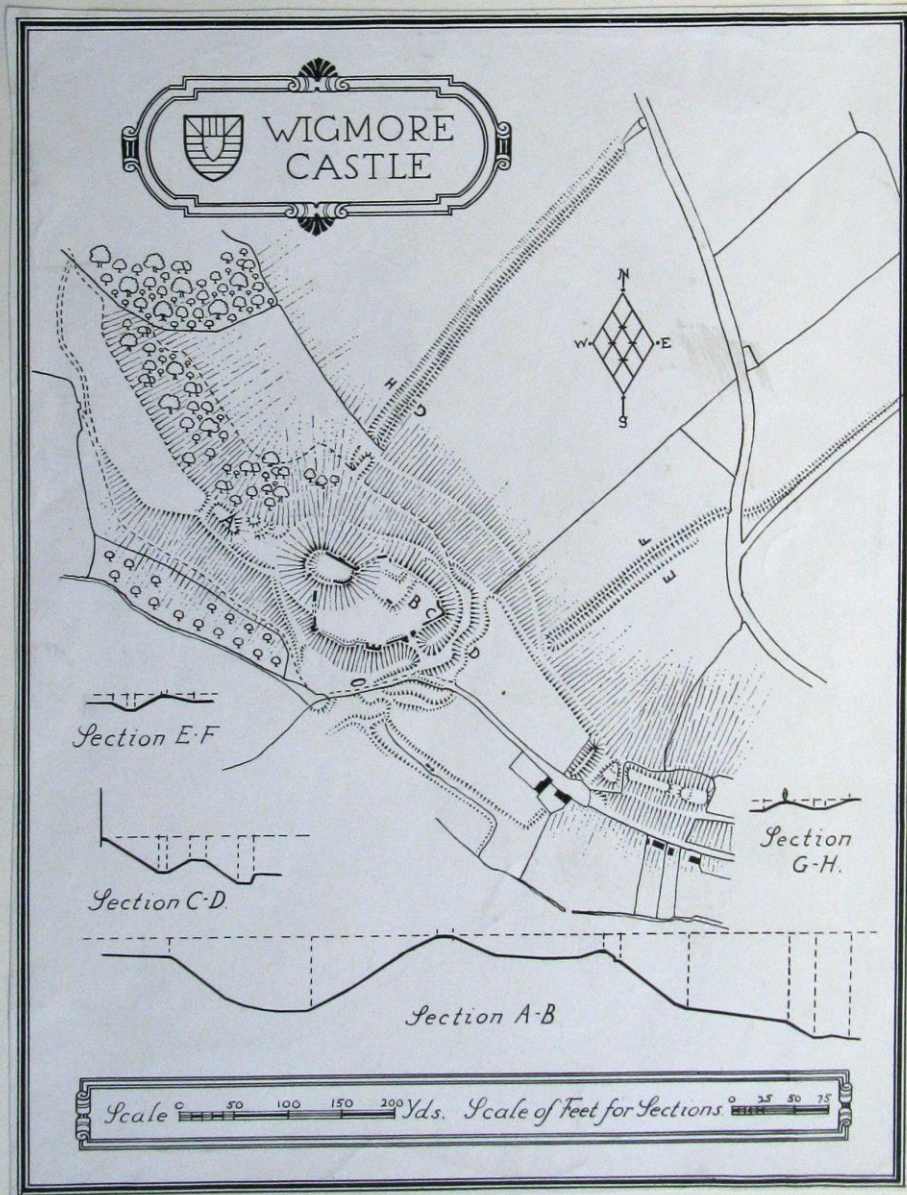 WIGMORE
CASTLE
N
W E
S
H
G
F
E
A
B
C
D
Section E-F
Section C-D.
Section
G-H.
Section A-B
Scale 0 50 100 150 200 Yds. Scale of Feet for Sections. 0 25 50 75